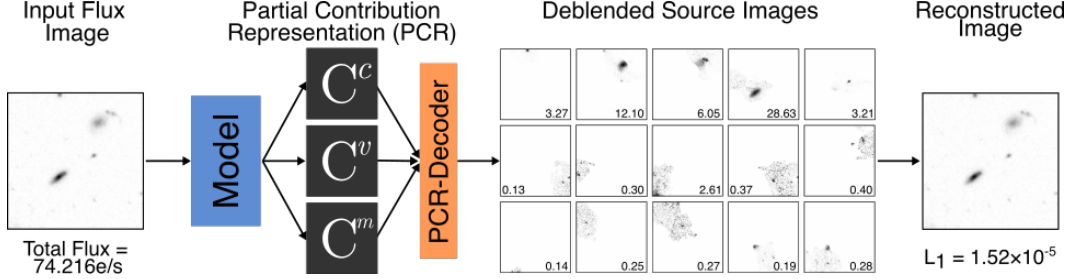 Input Flux
Image
Partial Contribution
Representation (PCR)
Deblended Source Images
Reconstructed
Image
Model
C^c
C^v
C^m
PCR-Decoder
3.27
12.10
6.05
28.63
3.21
0.13
0.30
2.61
0.37
0.40
0.14
0.25
0.27
0.19
0.28
Total Flux =
74.216e/s
L₁ = 1.52×10⁻⁵